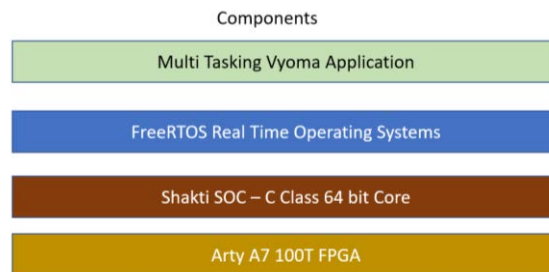 Components
Multi Tasking Vyoma Application
FreeRTOS Real Time Operating Systems
Shakti SOC – C Class 64 bit Core
Arty A7 100T FPGA